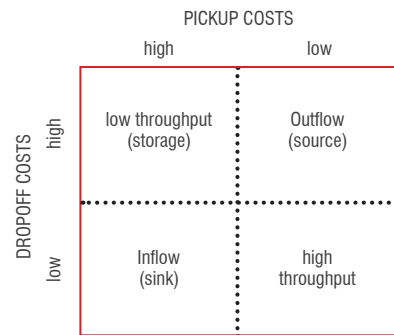 PICKUP COSTS
high low
DROPOFF COSTS
high
low throughput
(storage)
Outflow
(source)
low
Inflow
(sink)
high
throughput